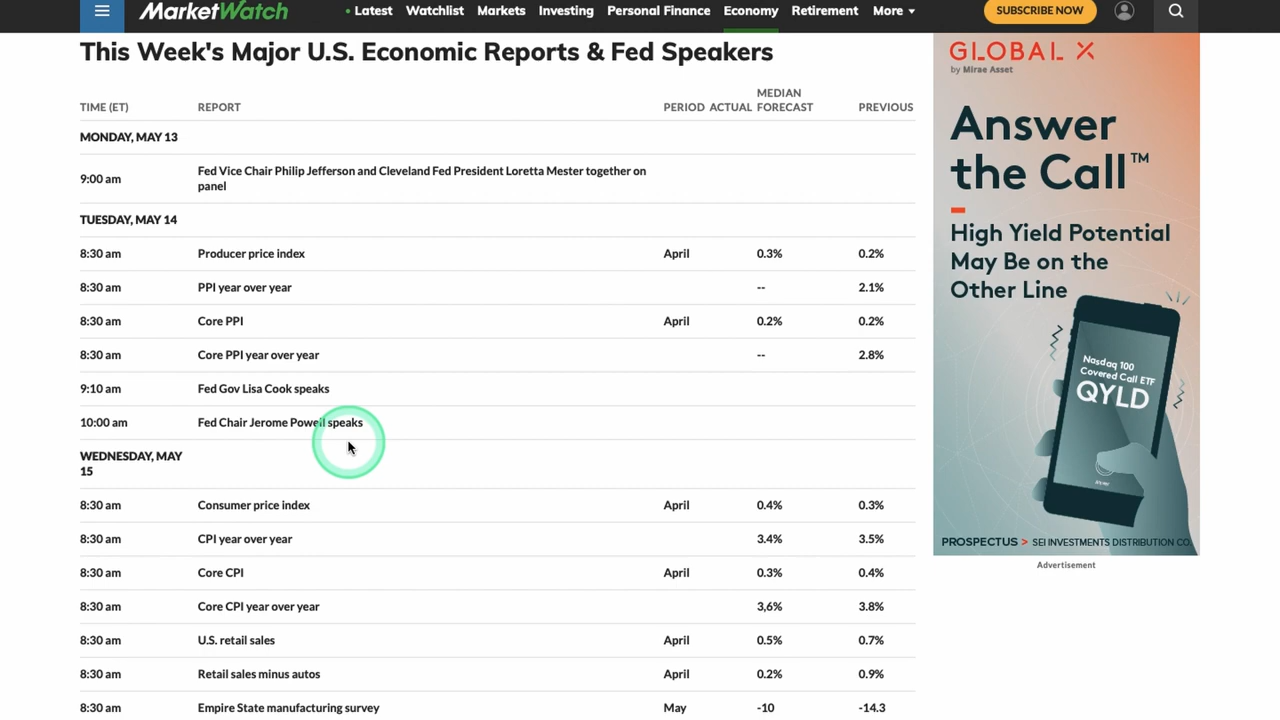 MarketWatch
• Latest Watchlist Markets Investing Personal Finance Economy Retirement More SUBSCRIBE NOW
This Week's Major U.S. Economic Reports & Fed Speakers
TIME (ET) REPORT PERIOD ACTUAL MEDIAN FORECAST PREVIOUS
MONDAY, MAY 13
9:00 am Fed Vice Chair Philip Jefferson and Cleveland Fed President Loretta Mester together on
panel
TUESDAY, MAY 14
8:30 am Producer price index April 0.3% 0.2%
8:30 am PPI year over year -- 2.1%
8:30 am Core PPI April 0.2% 0.2%
8:30 am Core PPI year over year -- 2.8%
9:10 am Fed Gov Lisa Cook speaks
10:00 am Fed Chair Jerome Powell speaks
WEDNESDAY, MAY
15
8:30 am Consumer price index April 0.4% 0.3%
8:30 am CPI year over year 3.4% 3.5%
8:30 am Core CPI April 0.3% 0.4%
8:30 am Core CPI year over year 3,6% 3.8%
8:30 am U.S. retail sales April 0.5% 0.7%
8:30 am Retail sales minus autos April 0.2% 0.9%
8:30 am Empire State manufacturing survey May -10 -14.3
GLOBAL X
by Mirae Asset
Answer
the Call™
High Yield Potential
May Be on the
Other Line
Nasdaq 100
Covered Call ETF
QYLD
PROSPECTUS > SEI INVESTMENTS DISTRIBUTION CO.
Advertisement